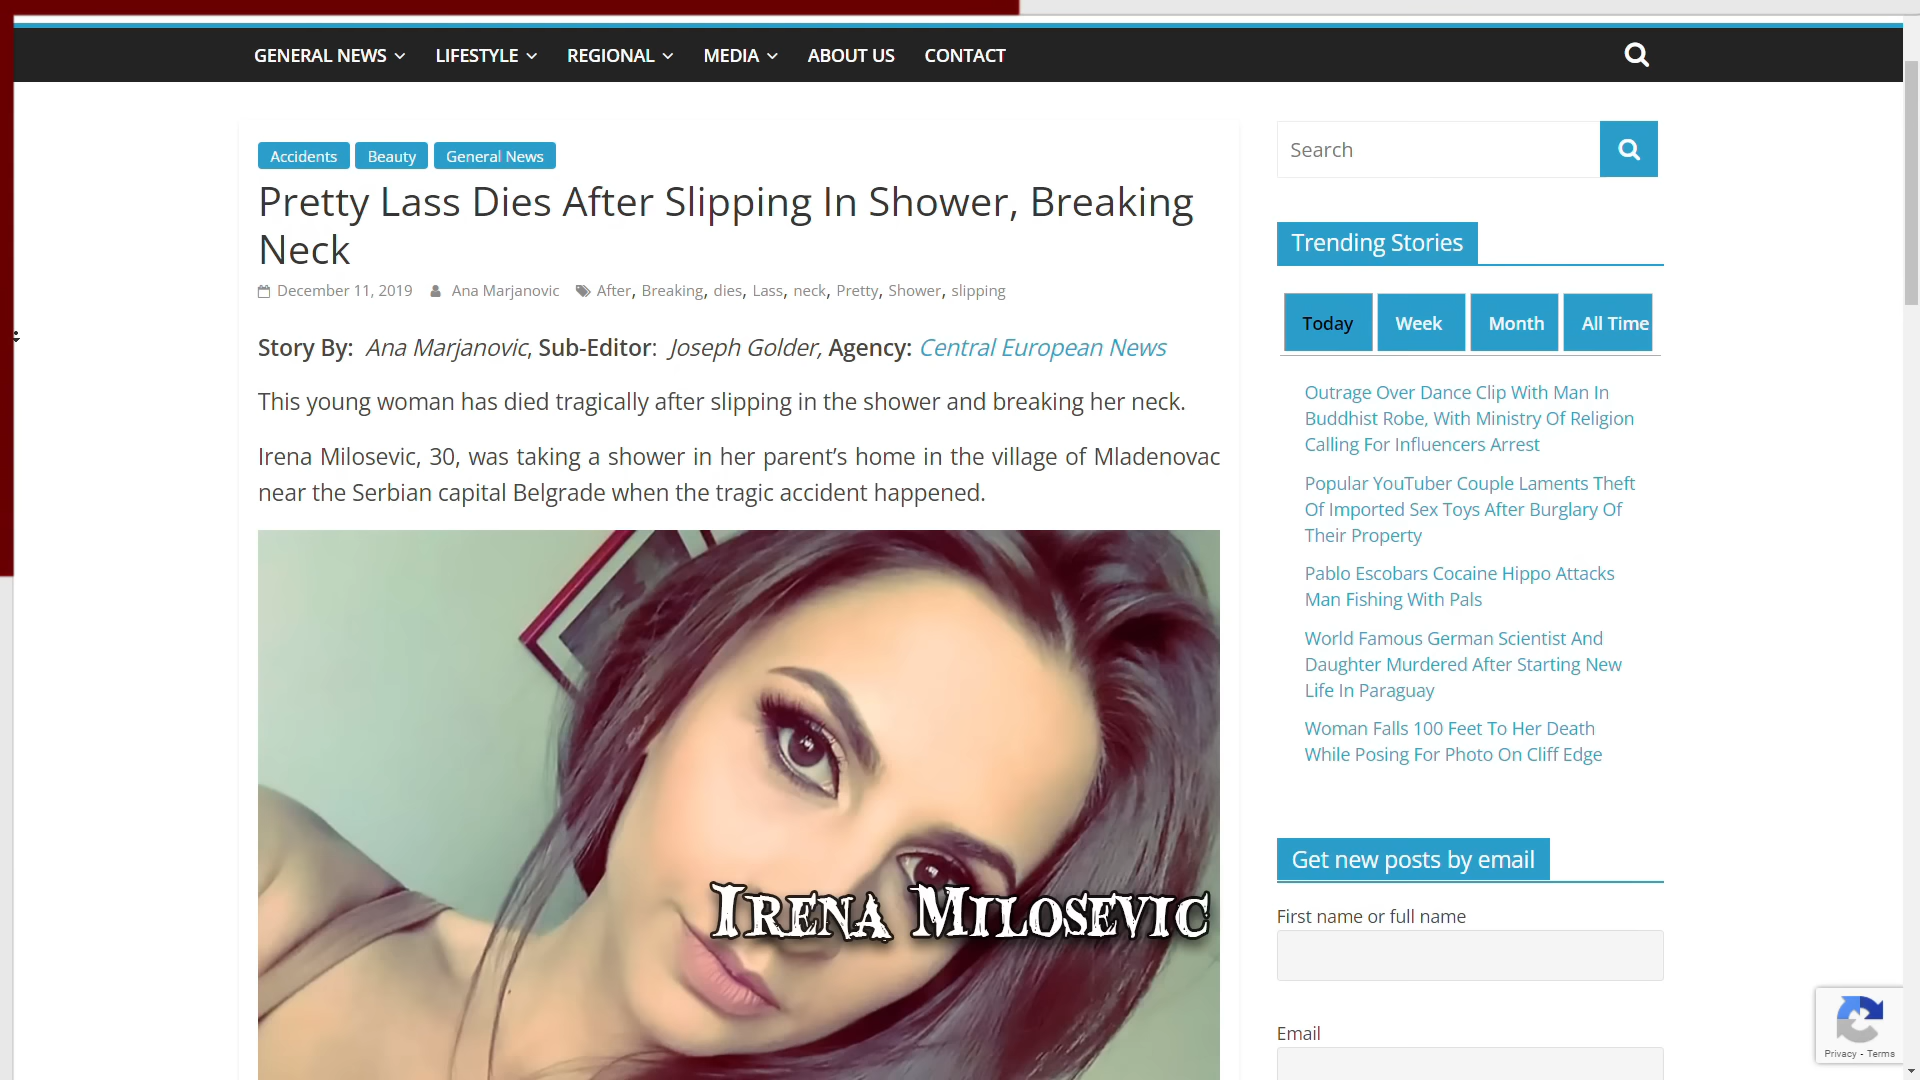 GENERAL NEWS LIFESTYLE REGIONAL MEDIA ABOUT US CONTACT
Accidents Beauty General News
Pretty Lass Dies After Slipping In Shower, Breaking
Neck
December 11, 2019 Ana Marjanovic After, Breaking, dies, Lass, neck, Pretty, Shower, slipping
Story By: Ana Marjanovic, Sub-Editor: Joseph Golder, Agency: Central European News
This young woman has died tragically after slipping in the shower and breaking her neck.
Irena Milosevic, 30, was taking a shower in her parent’s home in the village of Mladenovac
near the Serbian capital Belgrade when the tragic accident happened.
IRENA MILOSEVIC
Search
Trending Stories
Today Week Month All Time
Outrage Over Dance Clip With Man In
Buddhist Robe, With Ministry Of Religion
Calling For Influencers Arrest
Popular YouTuber Couple Laments Theft
Of Imported Sex Toys After Burglary Of
Their Property
Pablo Escobars Cocaine Hippo Attacks
Man Fishing With Pals
World Famous German Scientist And
Daughter Murdered After Starting New
Life In Paraguay
Woman Falls 100 Feet To Her Death
While Posing For Photo On Cliff Edge
Get new posts by email
First name or full name
Email
Privacy - Terms